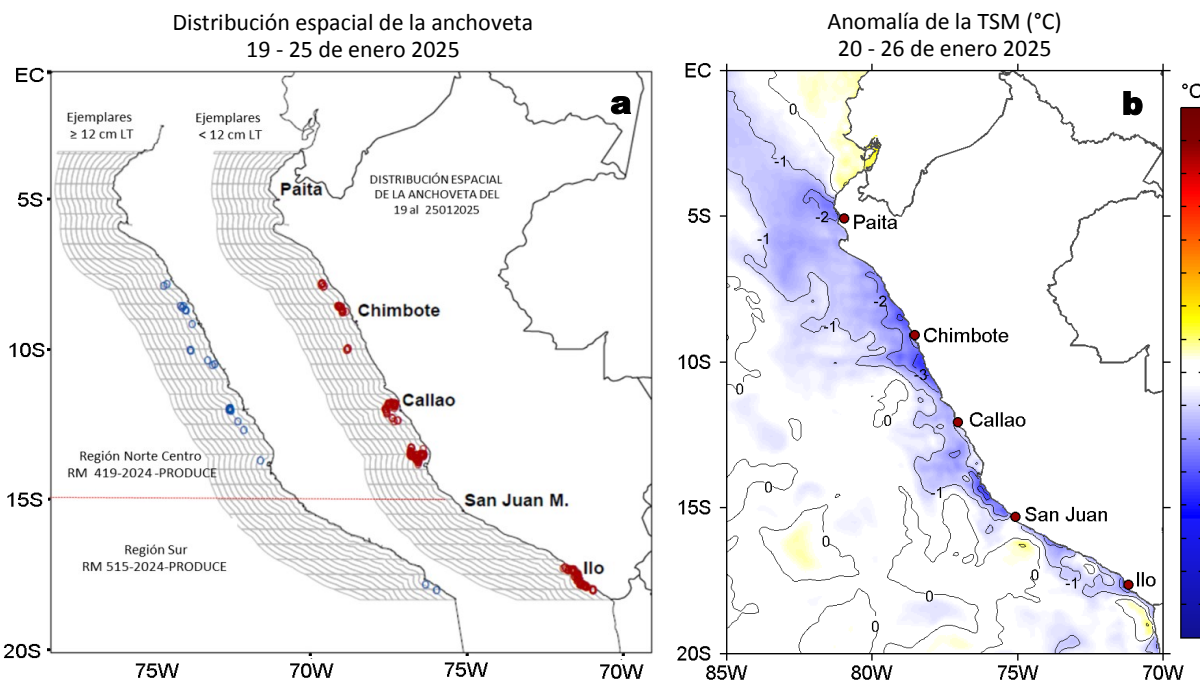 Distribución espacial de la anchoveta
19 - 25 de enero 2025
Anomalía de la TSM (°C)
20 - 26 de enero 2025
EC
5S
10S
15S
20S
75W
70W
75W
70W
a
Ejemplares
≥ 12 cm LT
Ejemplares
< 12 cm LT
DISTRIBUCIÓN ESPACIAL
DE LA ANCHOVETA DEL
19 al 25012025
Paita
Chimbote
Callao
San Juan M.
Ilo
Región Norte Centro
RM 419-2024 -PRODUCE
Región Sur
RM 515-2024-PRODUCE
EC
5S
10S
15S
20S
85W
80W
75W
70W
b
°C
0
-1
-2
Paita
-1
-2
-1
Chimbote
-3
0
0
Callao
-1
0
San Juan
0
0
-1
Ilo
0
0